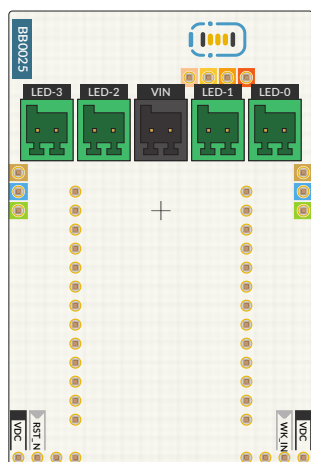 BB0025
LED-3
LED-2
VIN
LED-1
LED-0
VDC
RST_N
WK_IN
VDC